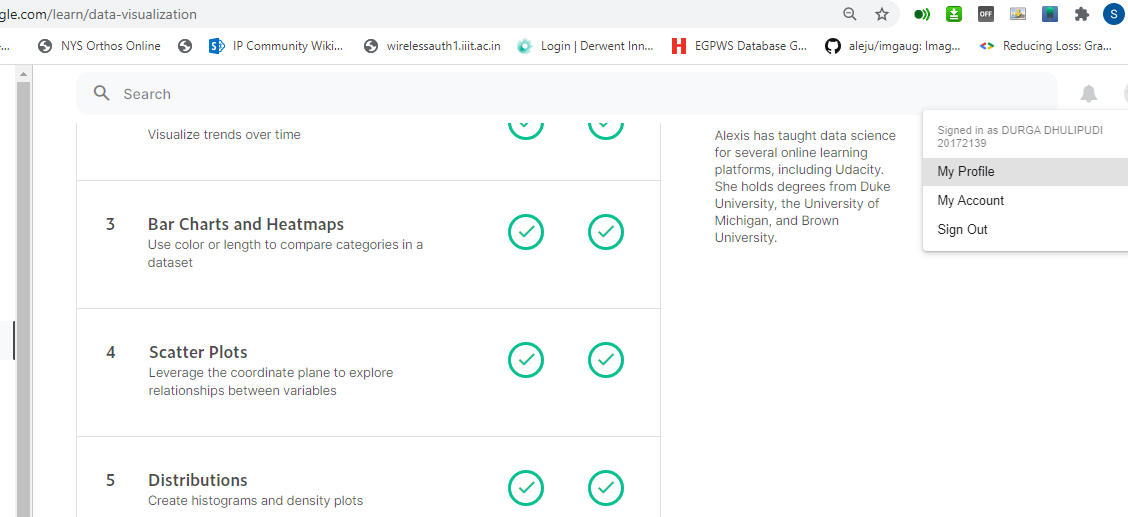 gle.com/learn/data-visualization
S
NYS Orthos Online
IP Community Wiki...
wirelessauth1.iiit.ac.in
Login | Derwent Inn...
EGPWS Database G...
aleju/imgaug: Imag...
Reducing Loss: Gra...
OFF
Search
Visualize trends over time
3 Bar Charts and Heatmaps
Use color or length to compare categories in a
dataset
4 Scatter Plots
Leverage the coordinate plane to explore
relationships between variables
5 Distributions
Create histograms and density plots
Alexis has taught data science
for several online learning
platforms, including Udacity.
She holds degrees from Duke
University, the University of
Michigan, and Brown
University.
Signed in as DURGA DHULIPUDI
20172139
My Profile
My Account
Sign Out